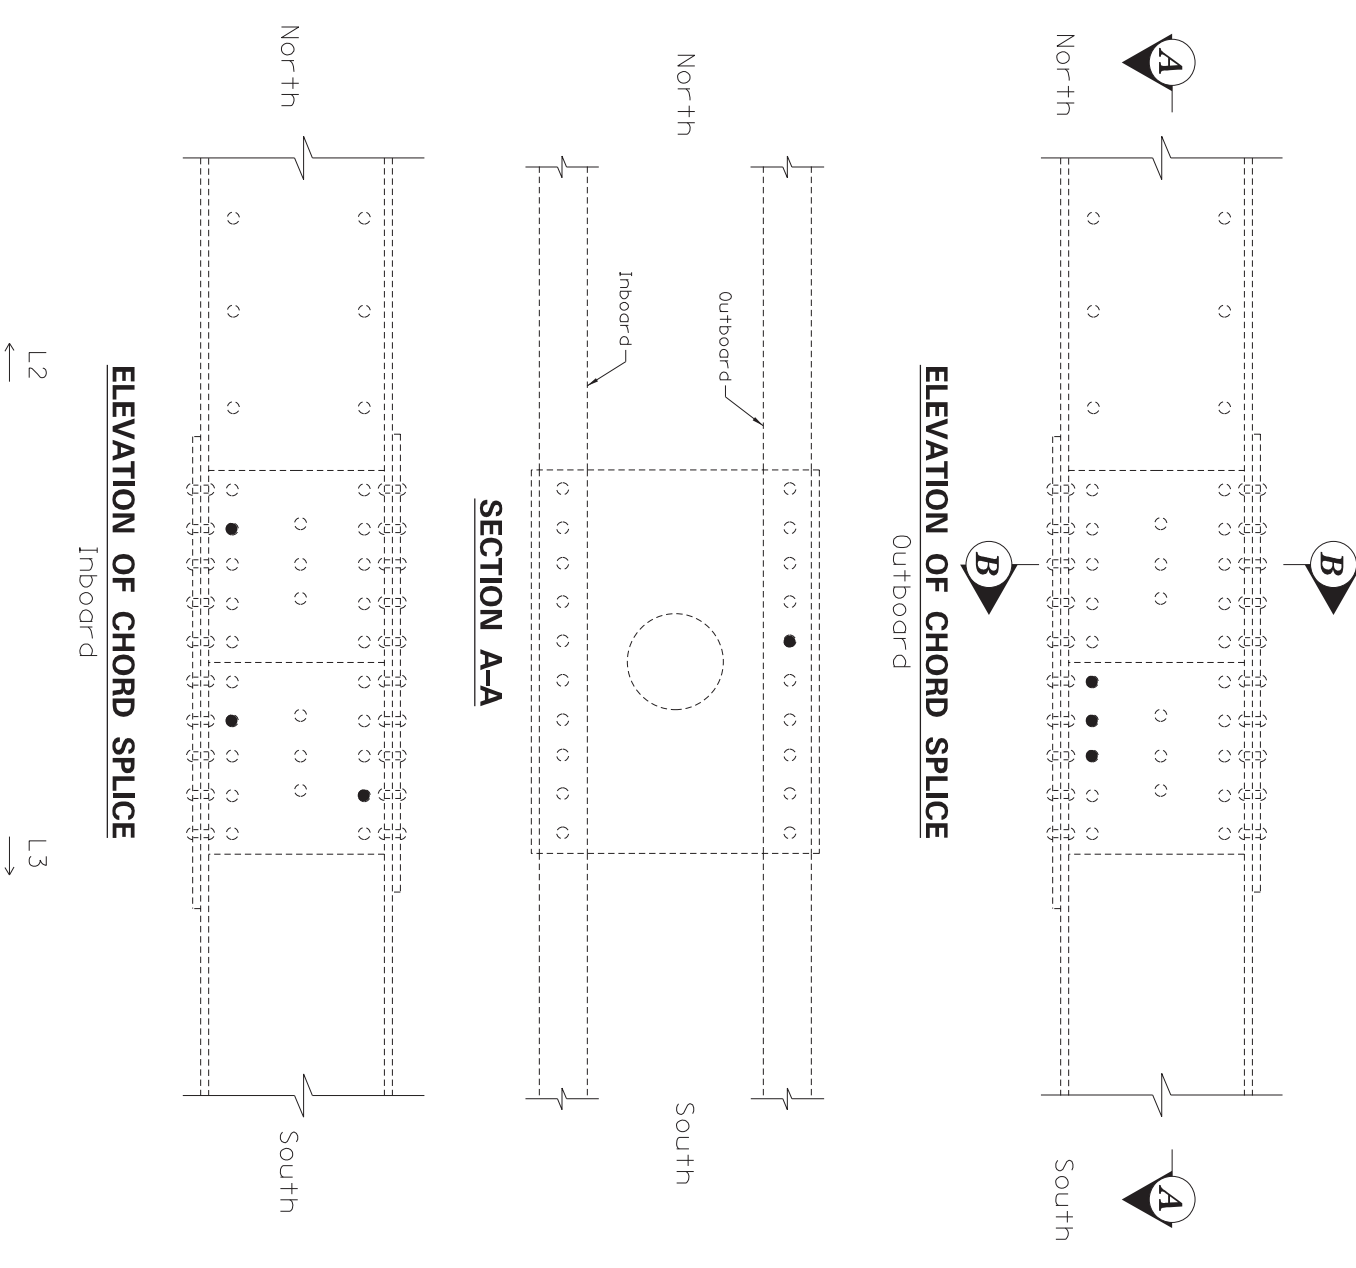 A
A
North
South
B
B
ELEVATION OF CHORD SPLICE
Outboard
North
South
Outboard
Inboard
SECTION A-A
North
South
ELEVATION OF CHORD SPLICE
Inboard
L2
L3